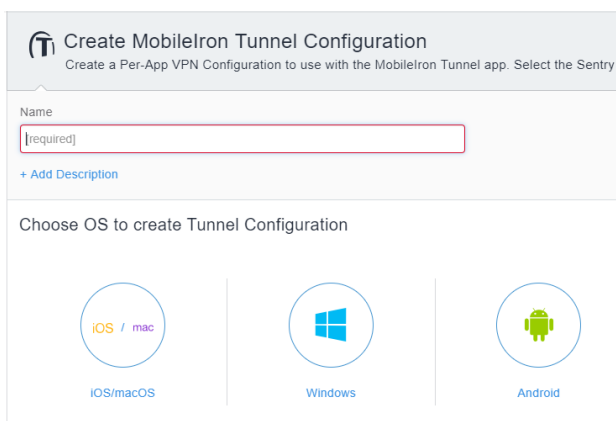 Create MobileIron Tunnel Configuration
Create a Per-App VPN Configuration to use with the MobileIron Tunnel app. Select the Sentry
Name
[required]
+ Add Description
Choose OS to create Tunnel Configuration
iOS / mac
iOS/macOS
Windows
Android